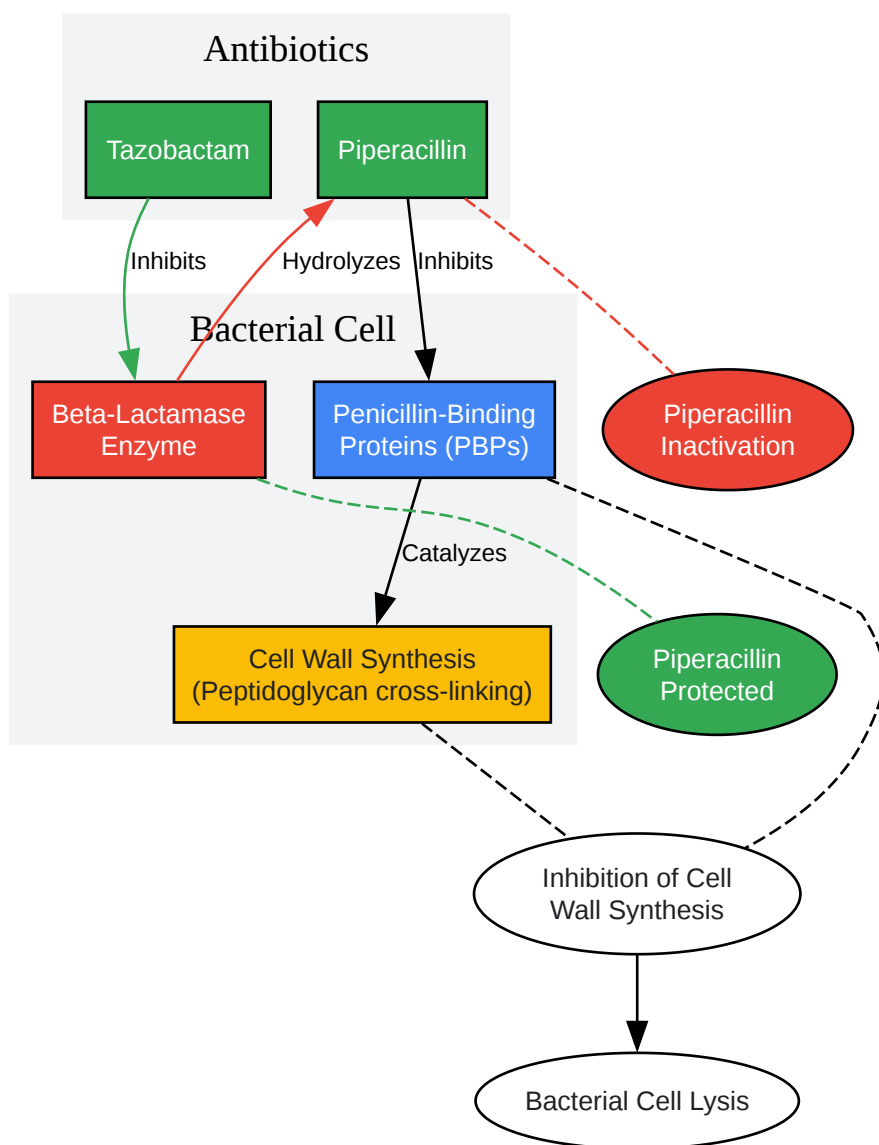 Antibiotics
Tazobactam
Piperacillin
Inhibits
Hydrolyzes
Inhibits
Bacterial Cell
Beta-Lactamase
Enzyme
Penicillin-Binding
Proteins (PBPs)
Piperacillin
Inactivation
Catalyzes
Cell Wall Synthesis
(Peptidoglycan cross-linking)
Piperacillin
Protected
Inhibition of Cell
Wall Synthesis
Bacterial Cell Lysis